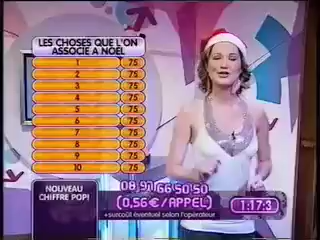 LES CHOSES QUE L'ON
ASSOCIE A NOËL
1 75
2 75
3 75
4 75
5 75
6 75
7 75
8 75
9 75
10 75
NOUVEAU
CHIFFRE POP!
08 97 66 50 50
(0,56€/APPEL)
+surcoût éventuel selon l'opérateur
1:17:3